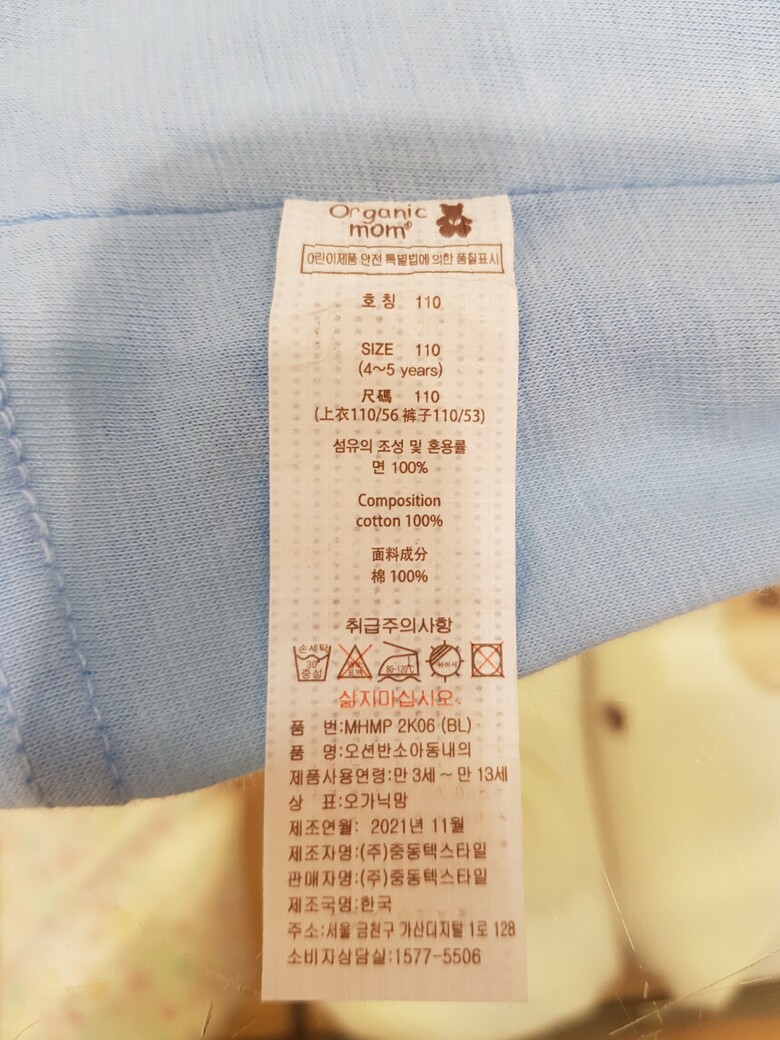 Organic
mom®
어린이제품 안전 특별법에 의한 품질표시
호 칭 110
SIZE 110
(4~5 years)
尺碼 110
(上衣110/56 裤子110/53)
섬유의 조성 및 혼용률
면 100%
Composition
cotton 100%
面料成分
棉 100%
취급주의사항
손세탁
30
중성
80-120℃
뉘어서
삶지마십시오
품 번:MHMP 2K06 (BL)
품 명:오션반소아동내의
제품사용연령:만 3세 ~ 만 13세
상 표:오가닉맘
제조연월: 2021년 11월
제조자명:(주)중동텍스타일
판매자명:(주)중동텍스타일
제조국명:한국
주소:서울 금천구 가산디지털 1로 128
소비자상담실:1577-5506